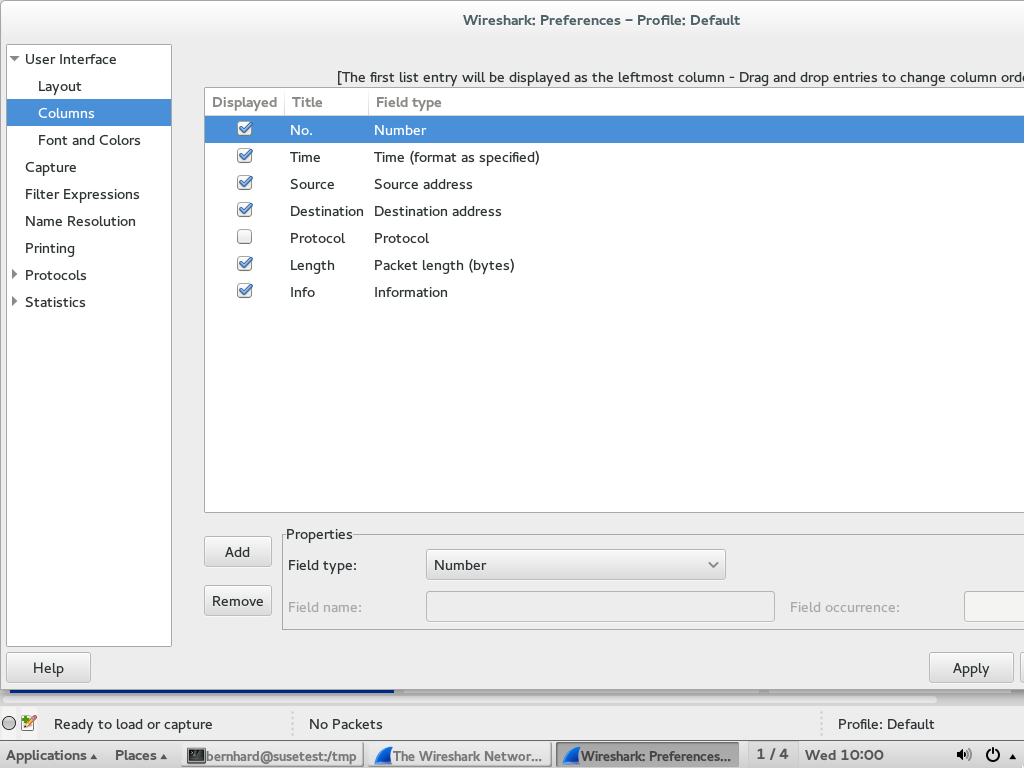 Wireshark: Preferences – Profile: Default
User Interface
Layout
Columns
Font and Colors
Capture
Filter Expressions
Name Resolution
Printing
Protocols
Statistics
[The first list entry will be displayed as the leftmost column - Drag and drop entries to change column orde
Displayed Title Field type
No. Number
Time Time (format as specified)
Source Source address
Destination Destination address
Protocol Protocol
Length Packet length (bytes)
Info Information
Add
Remove
Properties
Field type: Number
Field name: Field occurrence:
Help Apply
Ready to load or capture No Packets Profile: Default
Applications Places bernhard@susetest:/tmp The Wireshark Networ... Wireshark: Preferences... 1 / 4 Wed 10:00